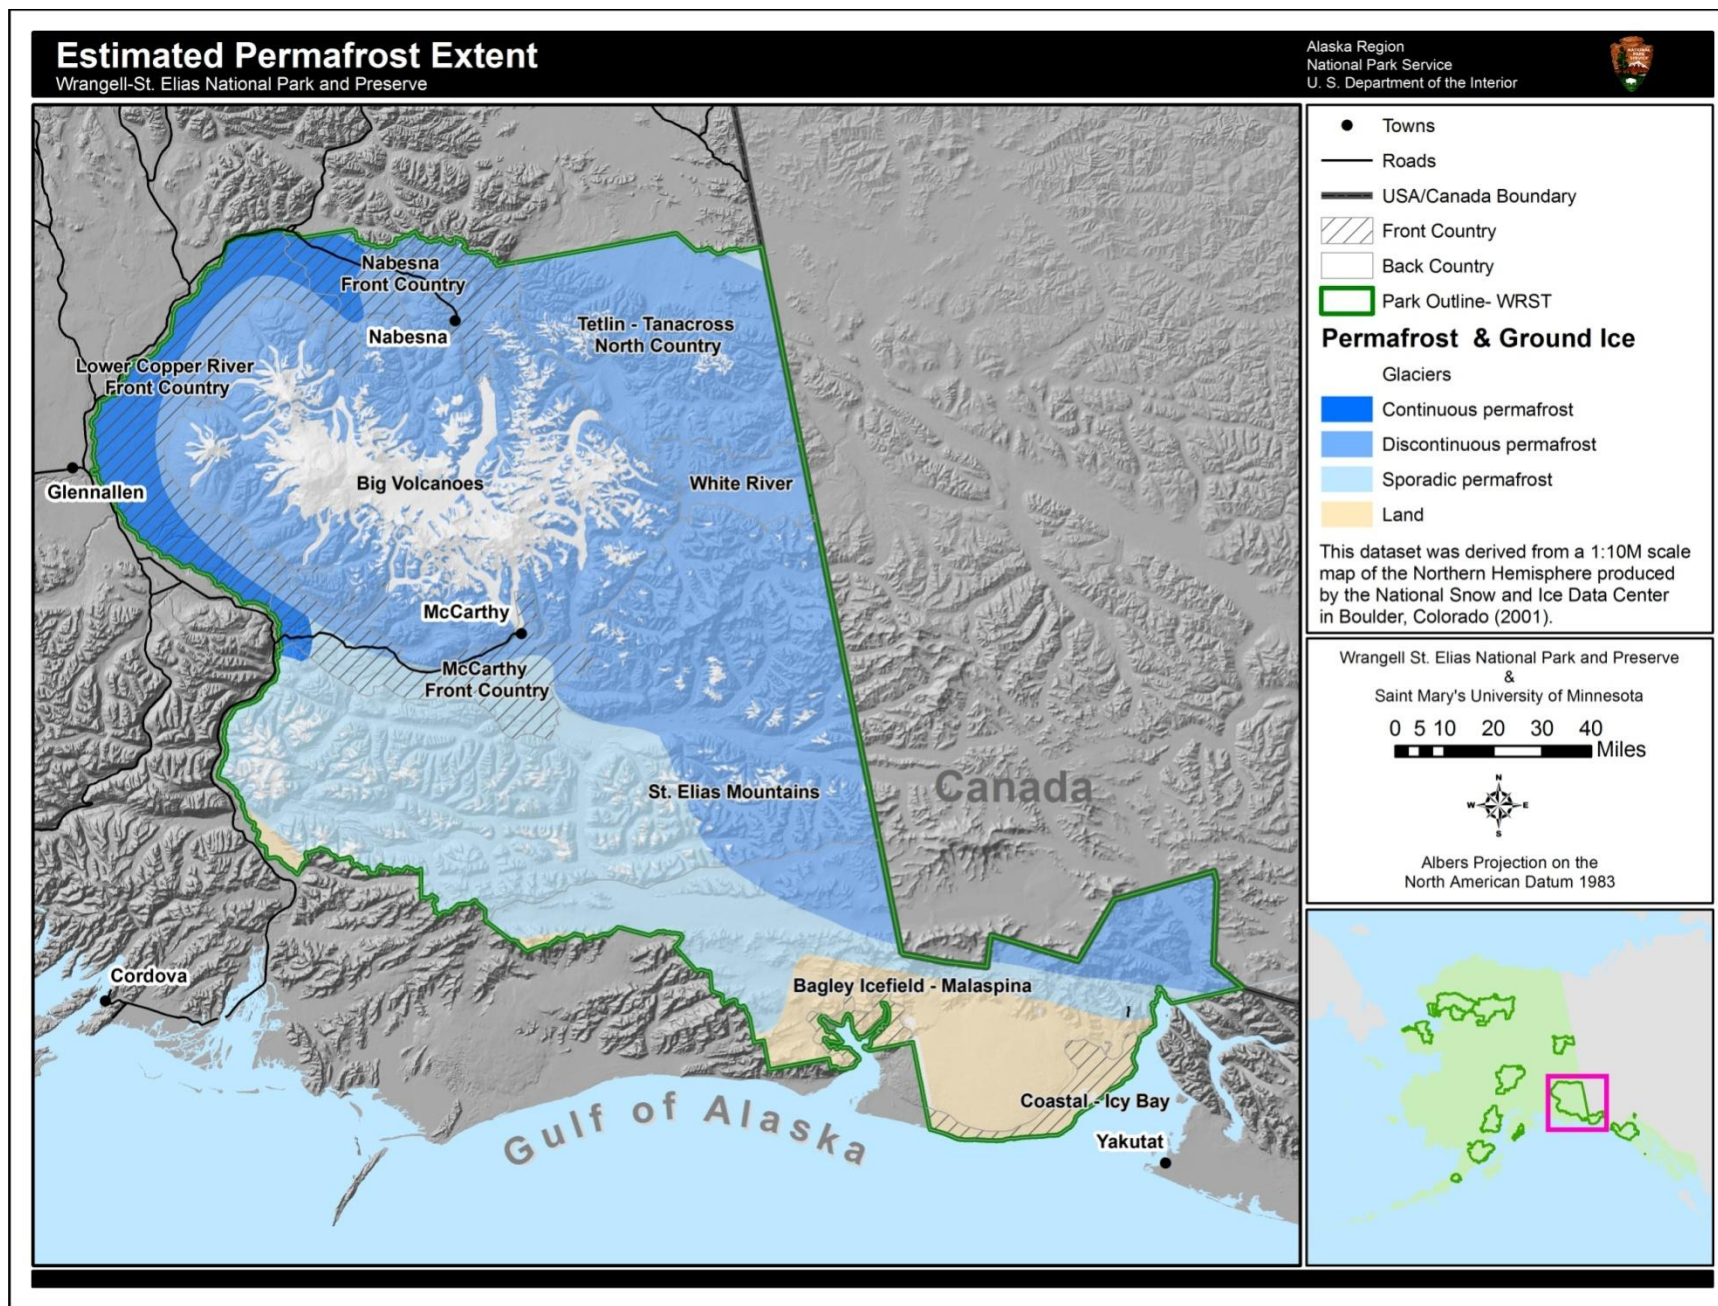 Estimated Permafrost Extent
Wrangell-St. Elias National Park and Preserve
Alaska Region
National Park Service
U. S. Department of the Interior
NATIONAL
PARK
SERVICE
Nabesna
Front Country
Nabesna
Tetlin - Tanacross
North Country
Lower Copper River
Front Country
Glennallen
Big Volcanoes
White River
McCarthy
McCarthy
Front Country
St. Elias Mountains
Canada
Cordova
Bagley Icefield - Malaspina
Coastal - Icy Bay
Gulf of Alaska
Yakutat
Towns
Roads
USA/Canada Boundary
Front Country
Back Country
Park Outline- WRST
Permafrost & Ground Ice
Glaciers
Continuous permafrost
Discontinuous permafrost
Sporadic permafrost
Land
This dataset was derived from a 1:10M scale
map of the Northern Hemisphere produced
by the National Snow and Ice Data Center
in Boulder, Colorado (2001).
Wrangell St. Elias National Park and Preserve
&
Saint Mary's University of Minnesota
0 5 10 20 30 40
Miles
N
W E
S
Albers Projection on the
North American Datum 1983